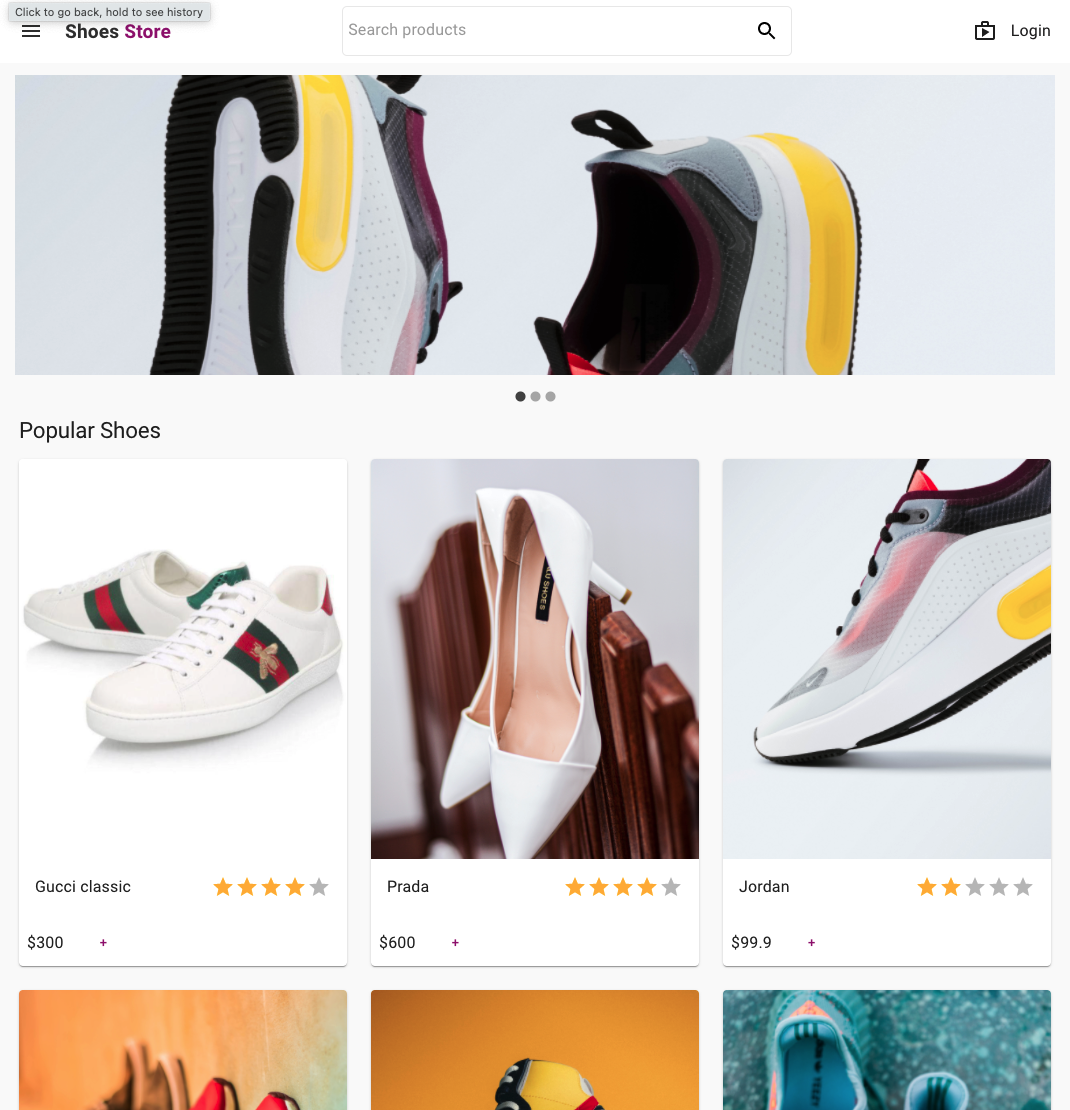 Click to go back, hold to see history
Shoes Store
Search products
Login
Popular Shoes
Gucci classic
Prada
Jordan
$300 +
$600 +
$99.9 +